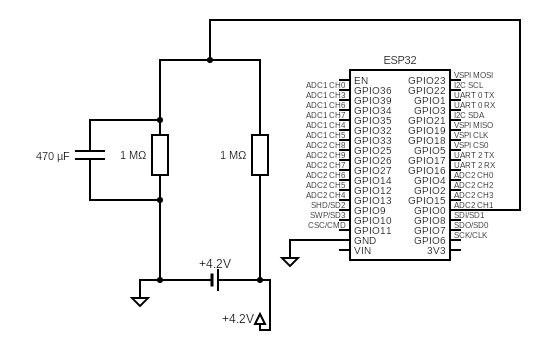 ESP32
EN
GPIO36
GPIO39
GPIO34
GPIO35
GPIO32
GPIO33
GPIO25
GPIO26
GPIO27
GPIO14
GPIO12
GPIO13
GPIO9
GPIO10
GPIO11
GND
VIN
ADC1 CH0
ADC1 CH3
ADC1 CH6
ADC1 CH7
ADC1 CH4
ADC1 CH5
ADC2 CH8
ADC2 CH9
ADC2 CH7
ADC2 CH6
ADC2 CH5
ADC2 CH4
SHD/SD2
SWP/SD3
CSC/CMD
GPIO23
GPIO22
GPIO1
GPIO3
GPIO21
GPIO19
GPIO18
GPIO5
GPIO17
GPIO16
GPIO4
GPIO2
GPIO15
GPIO0
GPIO8
GPIO7
GPIO6
3V3
VSPI MOSI
I2C SCL
UART 0 TX
UART 0 RX
I2C SDA
VSPI MISO
VSPI CLK
VSPI CS0
UART 2 TX
UART 2 RX
ADC2 CH0
ADC2 CH2
ADC2 CH3
ADC2 CH1
SDI/SD1
SDO/SD0
SCK/CLK
470 µF
1 MΩ
1 MΩ
+4.2V
+4.2V